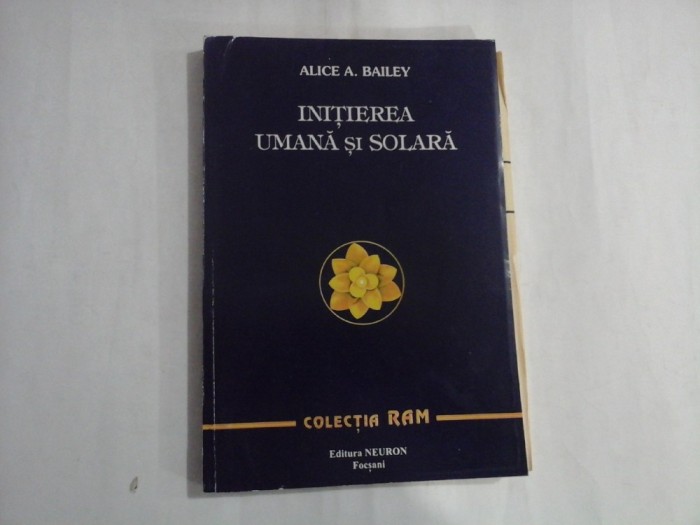 ALICE A. BAILEY
INIȚIEREA
UMANĂ ȘI SOLARĂ
COLECȚIA RAM
Editura NEURON
Focșani